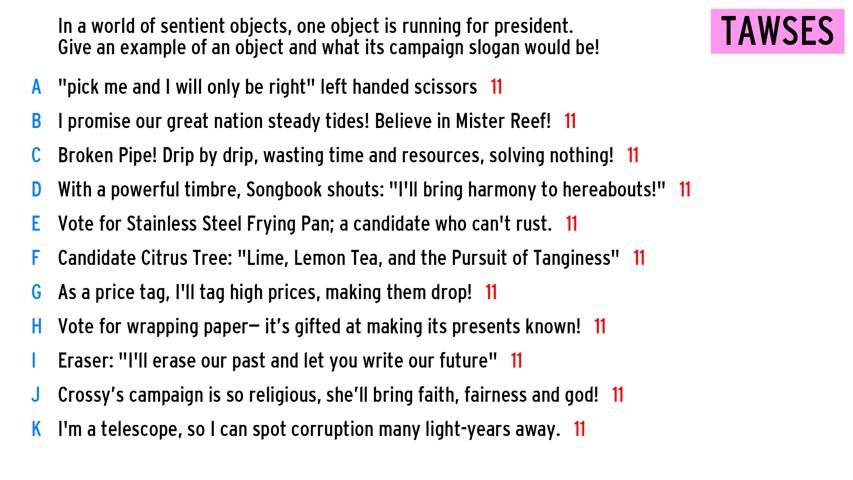 In a world of sentient objects, one object is running for president.
Give an example of an object and what its campaign slogan would be!
TAWSES
A "pick me and I will only be right" left handed scissors 11
B I promise our great nation steady tides! Believe in Mister Reef! 11
C Broken Pipe! Drip by drip, wasting time and resources, solving nothing! 11
D With a powerful timbre, Songbook shouts: "I'll bring harmony to hereabouts!" 11
E Vote for Stainless Steel Frying Pan; a candidate who can't rust. 11
F Candidate Citrus Tree: "Lime, Lemon Tea, and the Pursuit of Tanginess" 11
G As a price tag, I'll tag high prices, making them drop! 11
H Vote for wrapping paper— it’s gifted at making its presents known! 11
I Eraser: "I'll erase our past and let you write our future" 11
J Crossy’s campaign is so religious, she’ll bring faith, fairness and god! 11
K I'm a telescope, so I can spot corruption many light-years away. 11